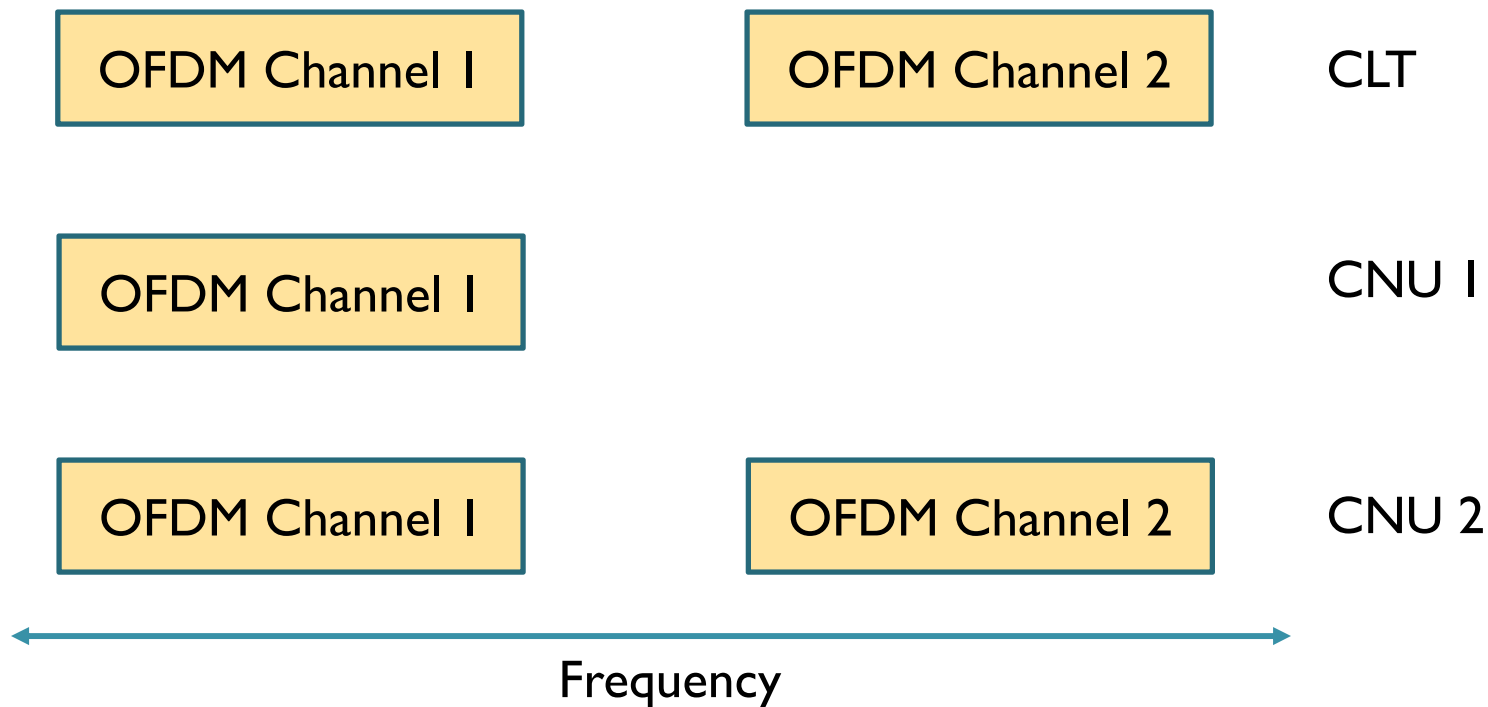 OFDM Channel 1 OFDM Channel 2 CLT
OFDM Channel 1 CNU 1
OFDM Channel 1 OFDM Channel 2 CNU 2
Frequency